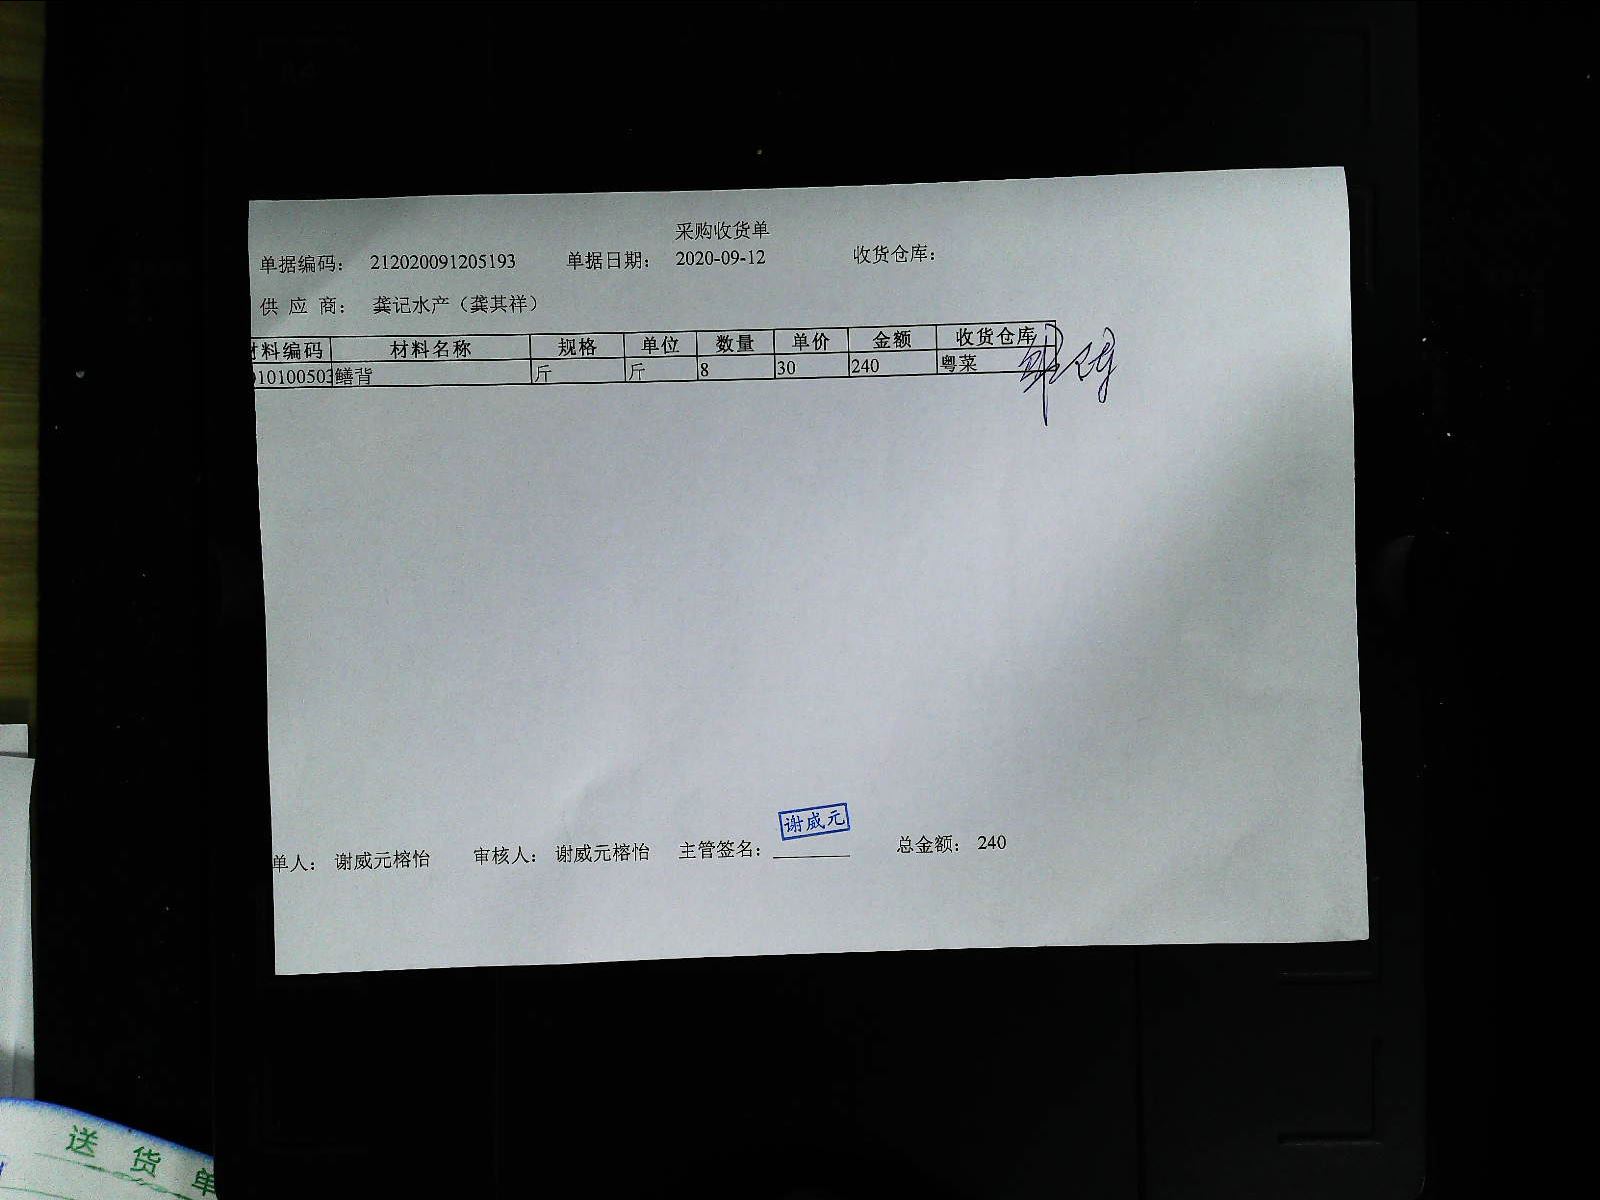 采购收货单
单据编码： 212020091205193 单据日期： 2020-09-12 收货仓库：
供 应 商： 龚记水产（龚其祥）
材料编码 材料名称 规格 单位 数量 单价 金额 收货仓库
010100503 鳝背 斤 斤 8 30 240 粤菜
谢威元
单人： 谢威元榕怡 审核人： 谢威元榕怡 主管签名： 总金额： 240
送货单